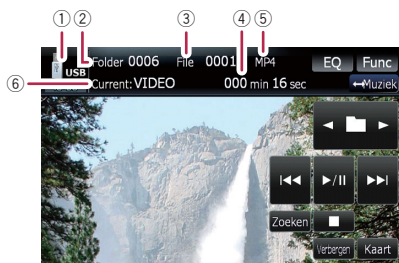 ① ② ③ ④ ⑤
USB Folder 0006 File 0001 MP4 EQ Func
⑥ Current: VIDEO 000 min 16 sec Muziek
Zoeken
Verbergen Kaart